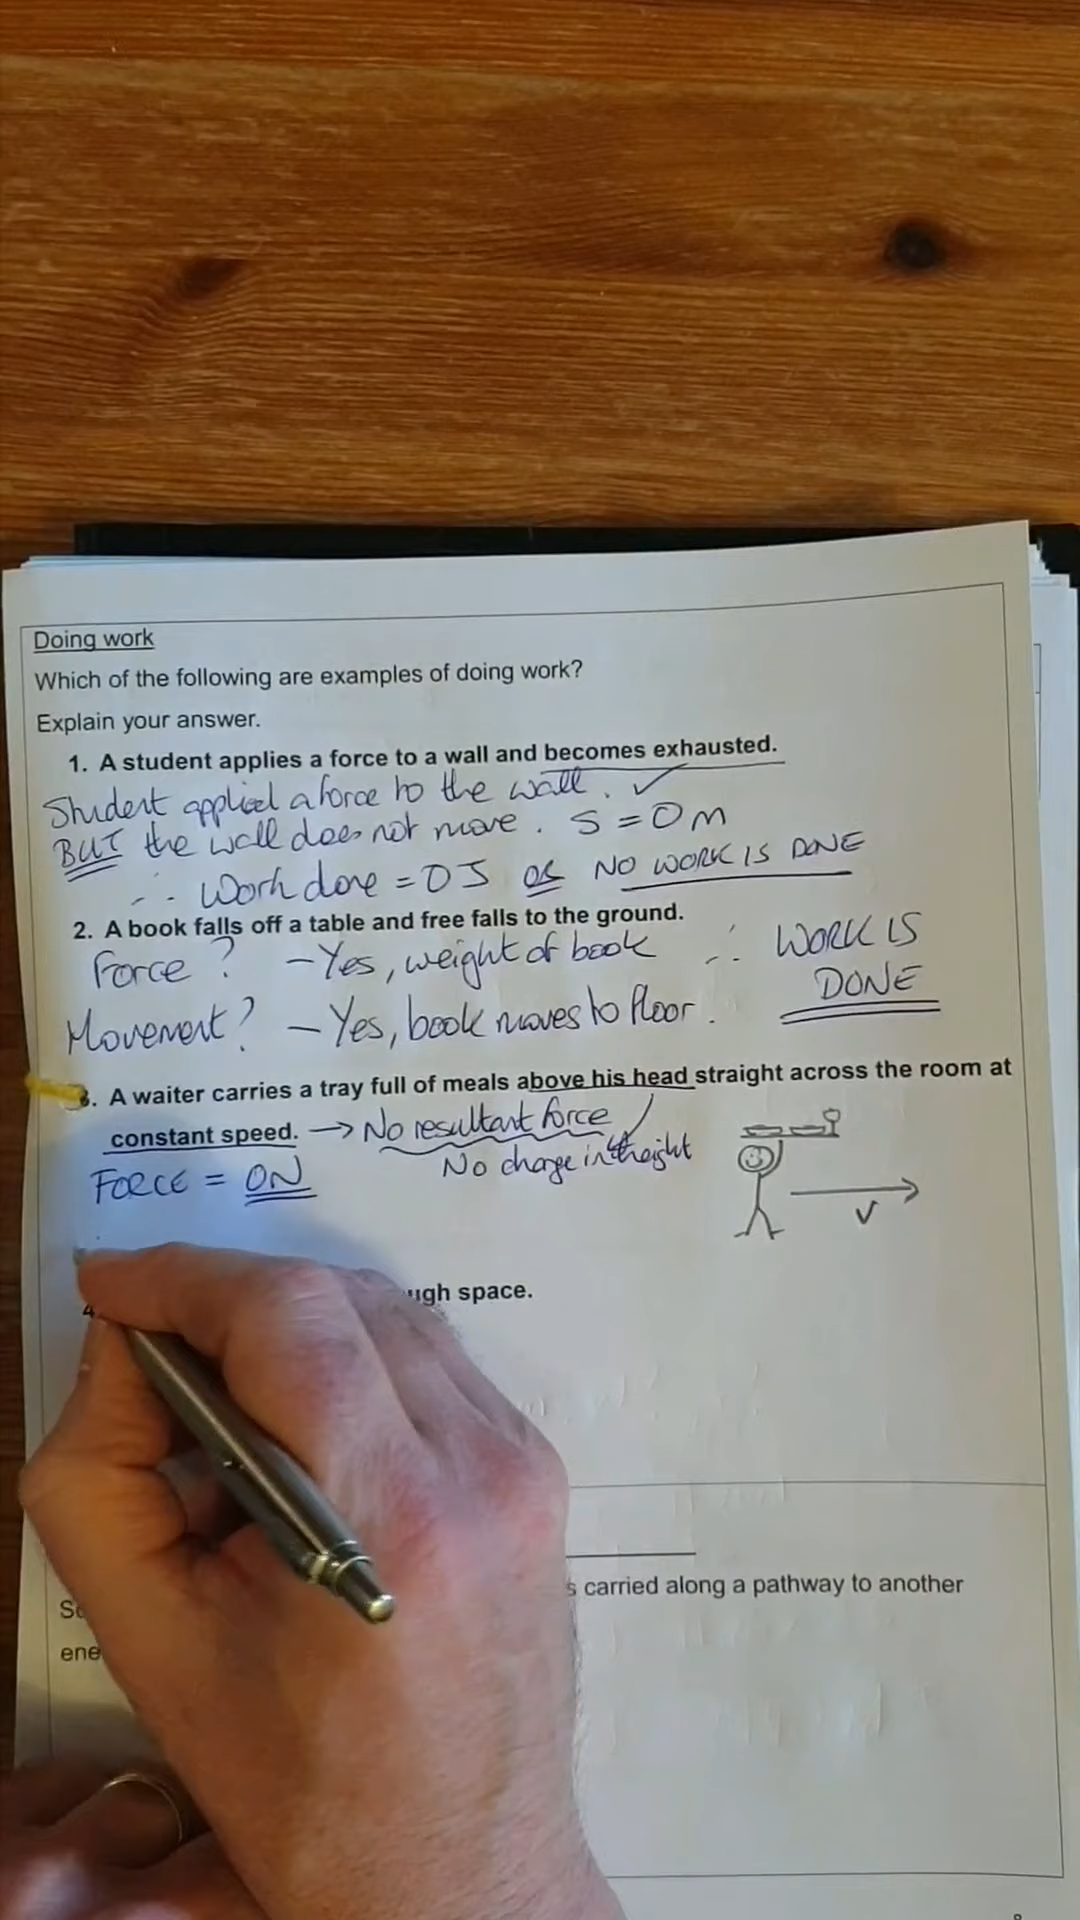 Doing work
Which of the following are examples of doing work?
Explain your answer.
1. A student applies a force to a wall and becomes exhausted.
Student applied a force to the wall. ✓
BUT the wall does not move. S = 0 m
∴ Work done = 0 J or NO WORK IS DONE
2. A book falls off a table and free falls to the ground.
Force? – Yes, weight of book ∴ WORK IS
DONE
Movement? – Yes, book moves to floor.
3. A waiter carries a tray full of meals above his head straight across the room at
constant speed. → No resultant force
No change in height
FORCE = 0N
v
4.
ugh space.
s carried along a pathway to another
ene